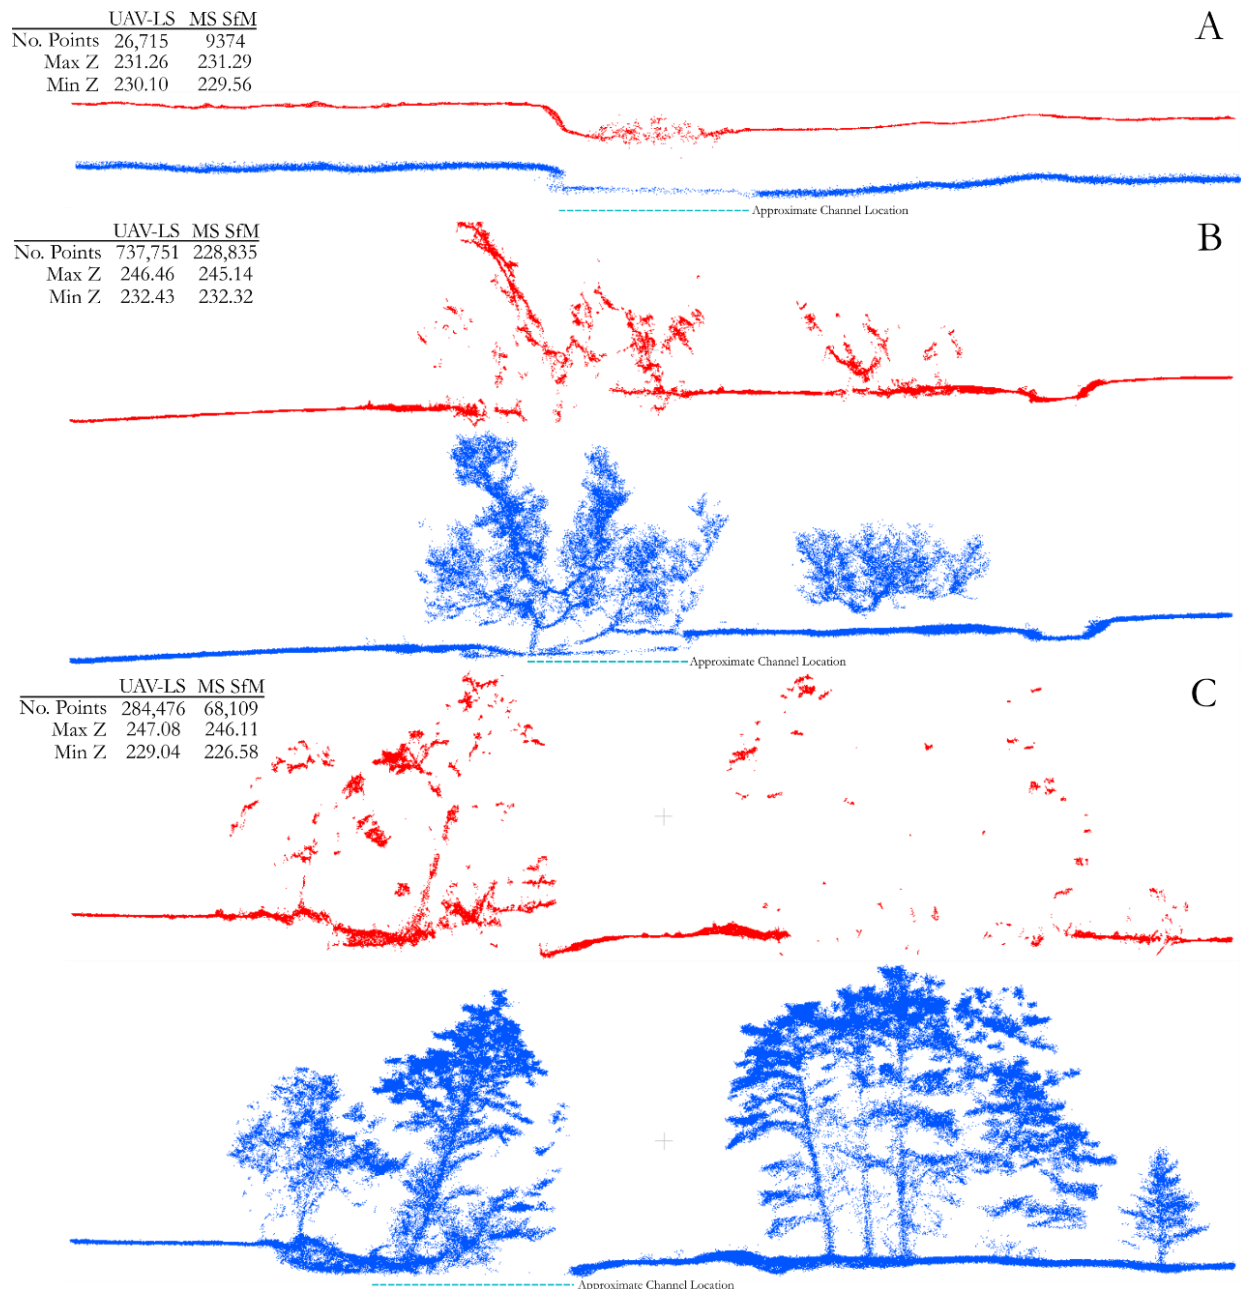 UAV-LS MS SfM
No. Points 26,715 9374
Max Z 231.26 231.29
Min Z 230.10 229.56
A
Approximate Channel Location
UAV-LS MS SfM
No. Points 737,751 228,835
Max Z 246.46 245.14
Min Z 232.43 232.32
B
Approximate Channel Location
UAV-LS MS SfM
No. Points 284,476 68,109
Max Z 247.08 246.11
Min Z 229.04 226.58
C
Approximate Channel Location